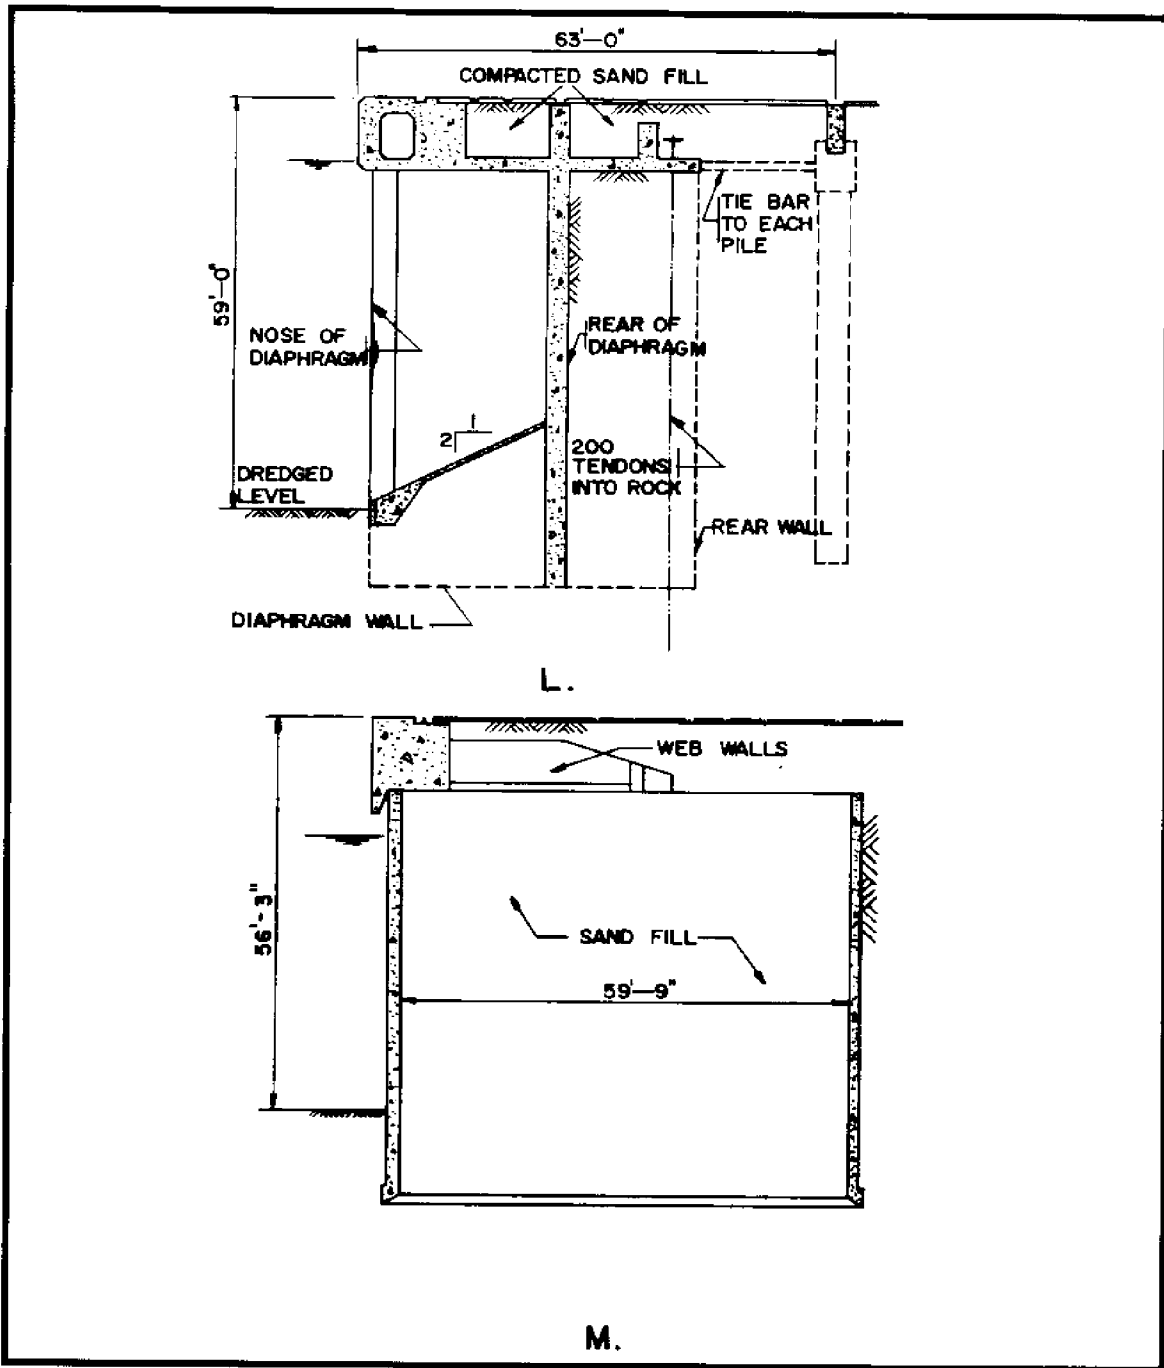 63'-0"
COMPACTED SAND FILL
TIE BAR
TO EACH
PILE
59'-0"
NOSE OF
DIAPHRAGM
REAR OF
DIAPHRAGM
1
2
200
TENDONS
INTO ROCK
DREDGED
LEVEL
REAR WALL
DIAPHRAGM WALL
L.
WEB WALLS
56'-3"
SAND FILL
59'-9"
M.